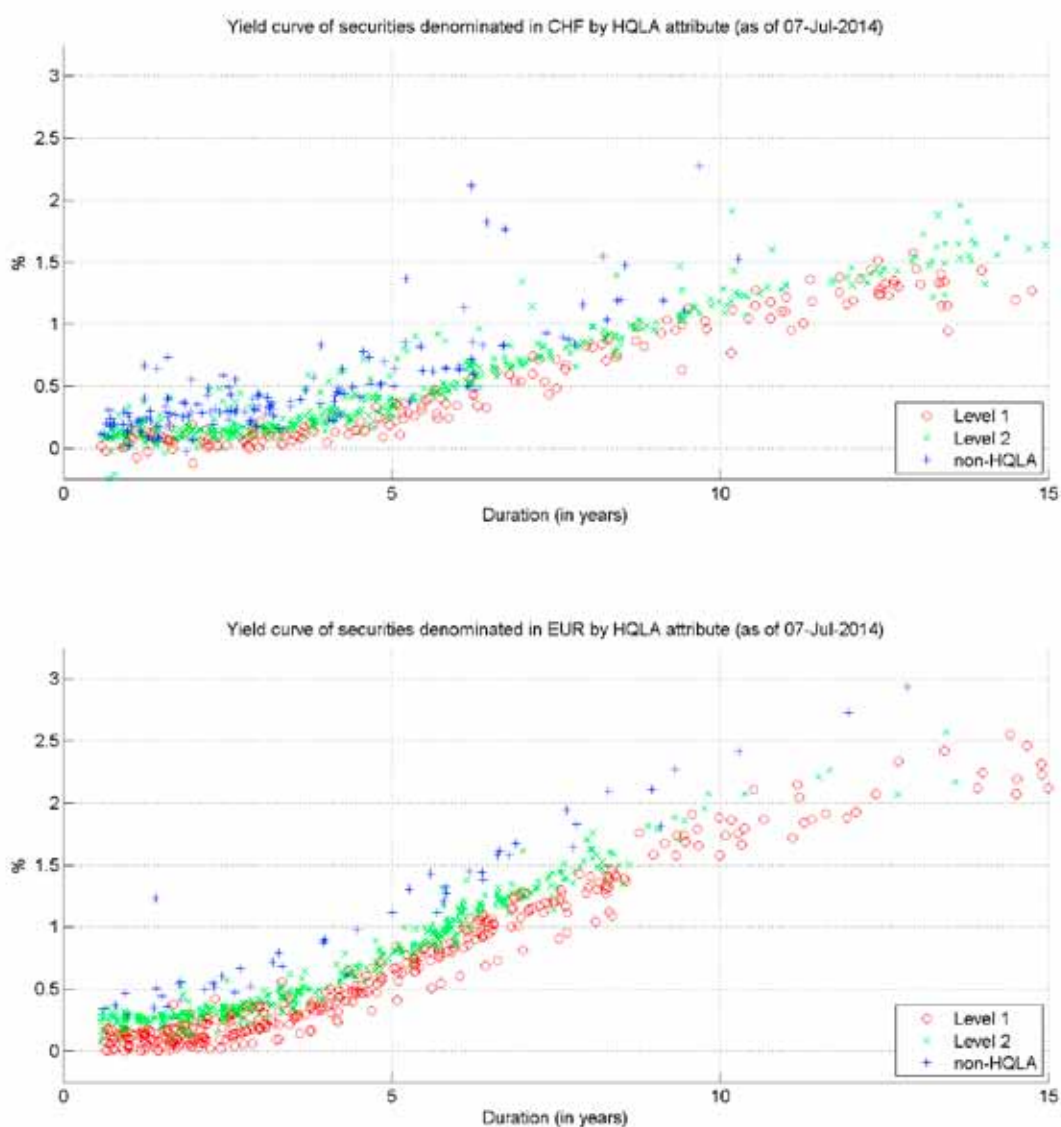 Yield curve of securities denominated in CHF by HQLA attribute (as of 07-Jul-2014)
3
2.5
2
1.5
1
0.5
0
%
0
5
10
15
Duration (in years)
Level 1
Level 2
non-HQLA
Yield curve of securities denominated in EUR by HQLA attribute (as of 07-Jul-2014)
3
2.5
2
1.5
1
0.5
0
%
0
5
10
15
Duration (in years)
Level 1
Level 2
non-HQLA